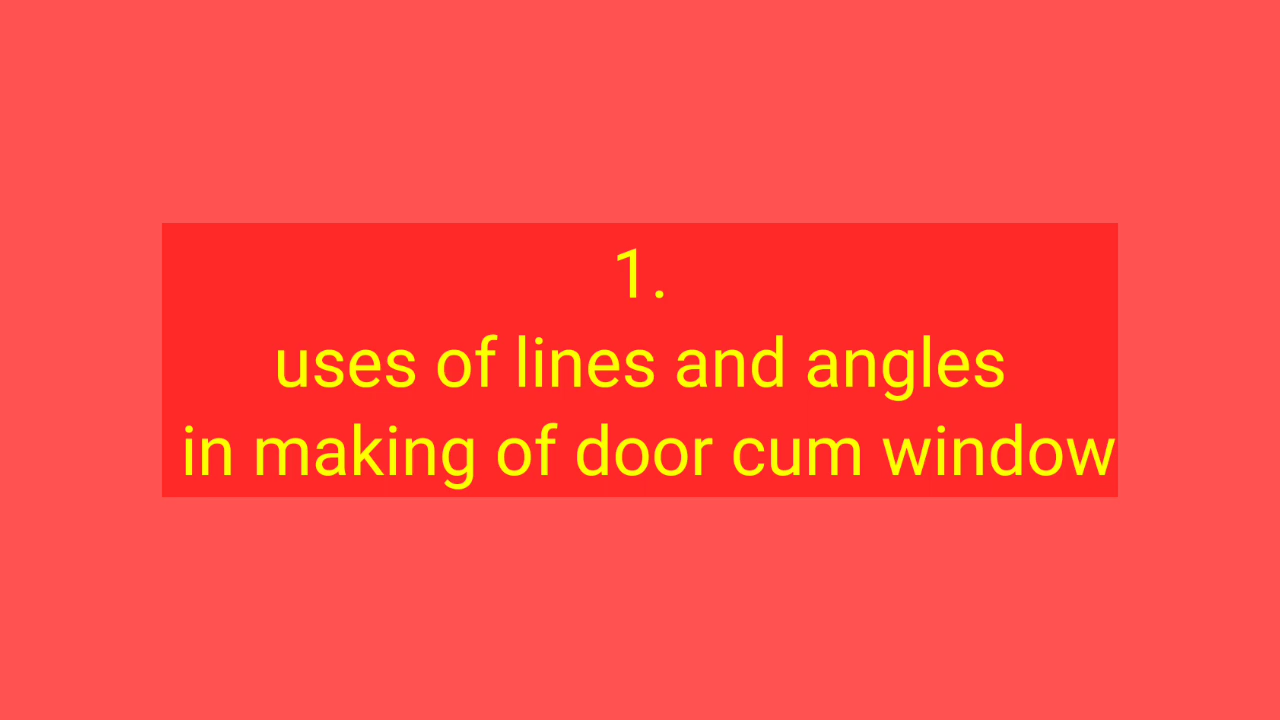 1.
uses of lines and angles
in making of door cum window